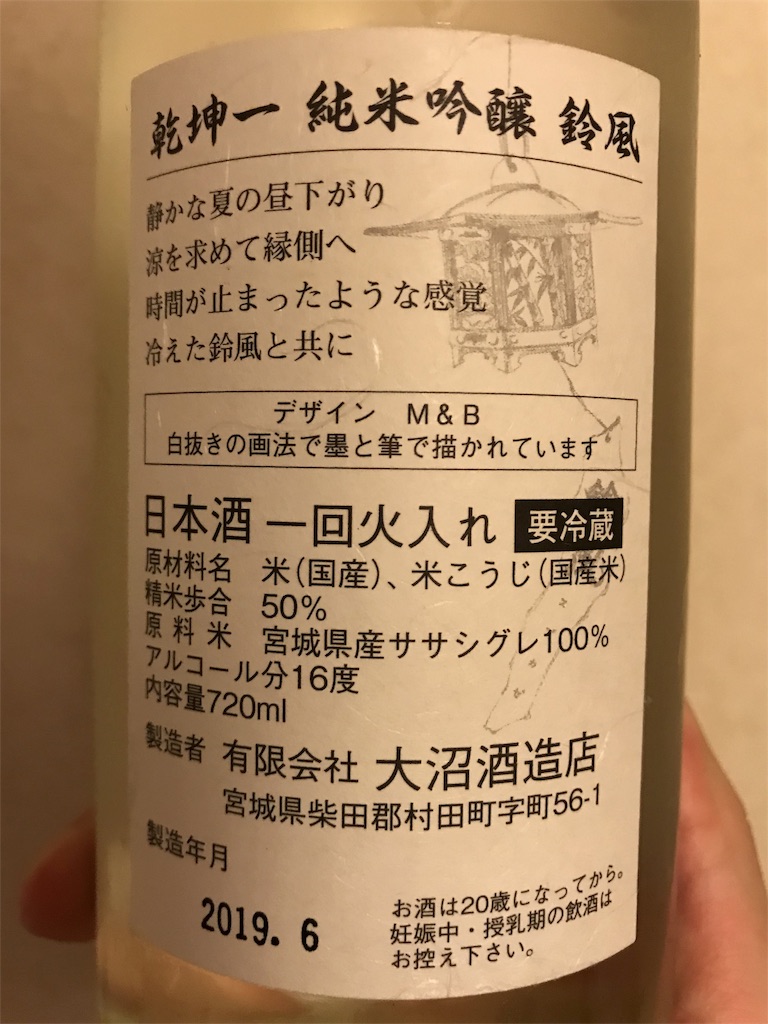 乾坤一 純米吟醸 鈴風
静かな夏の昼下がり
涼を求めて縁側へ
時間が止まったような感覚
冷えた鈴風と共に
デザイン M&B
白抜きの画法で墨と筆で描かれています
日本酒 一回火入れ 要冷蔵
原材料名 米(国産)、米こうじ(国産米)
精米歩合 50%
原料米 宮城県産ササシグレ100%
アルコール分16度
内容量720ml
製造者 有限会社 大沼酒造店
宮城県柴田郡村田町字町56-1
製造年月
2019.6
お酒は20歳になってから。
妊娠中・授乳期の飲酒は
お控え下さい。